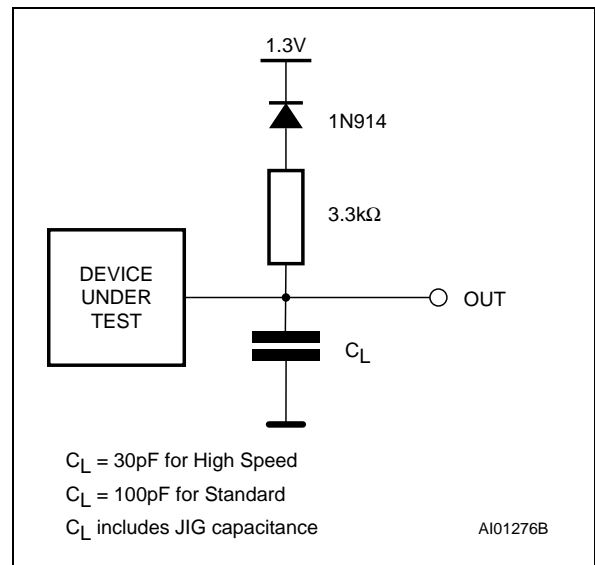 1.3V
1N914
3.3kΩ
DEVICE
UNDER
TEST
OUT
CL
CL = 30pF for High Speed
CL = 100pF for Standard
CL includes JIG capacitance
AI01276B